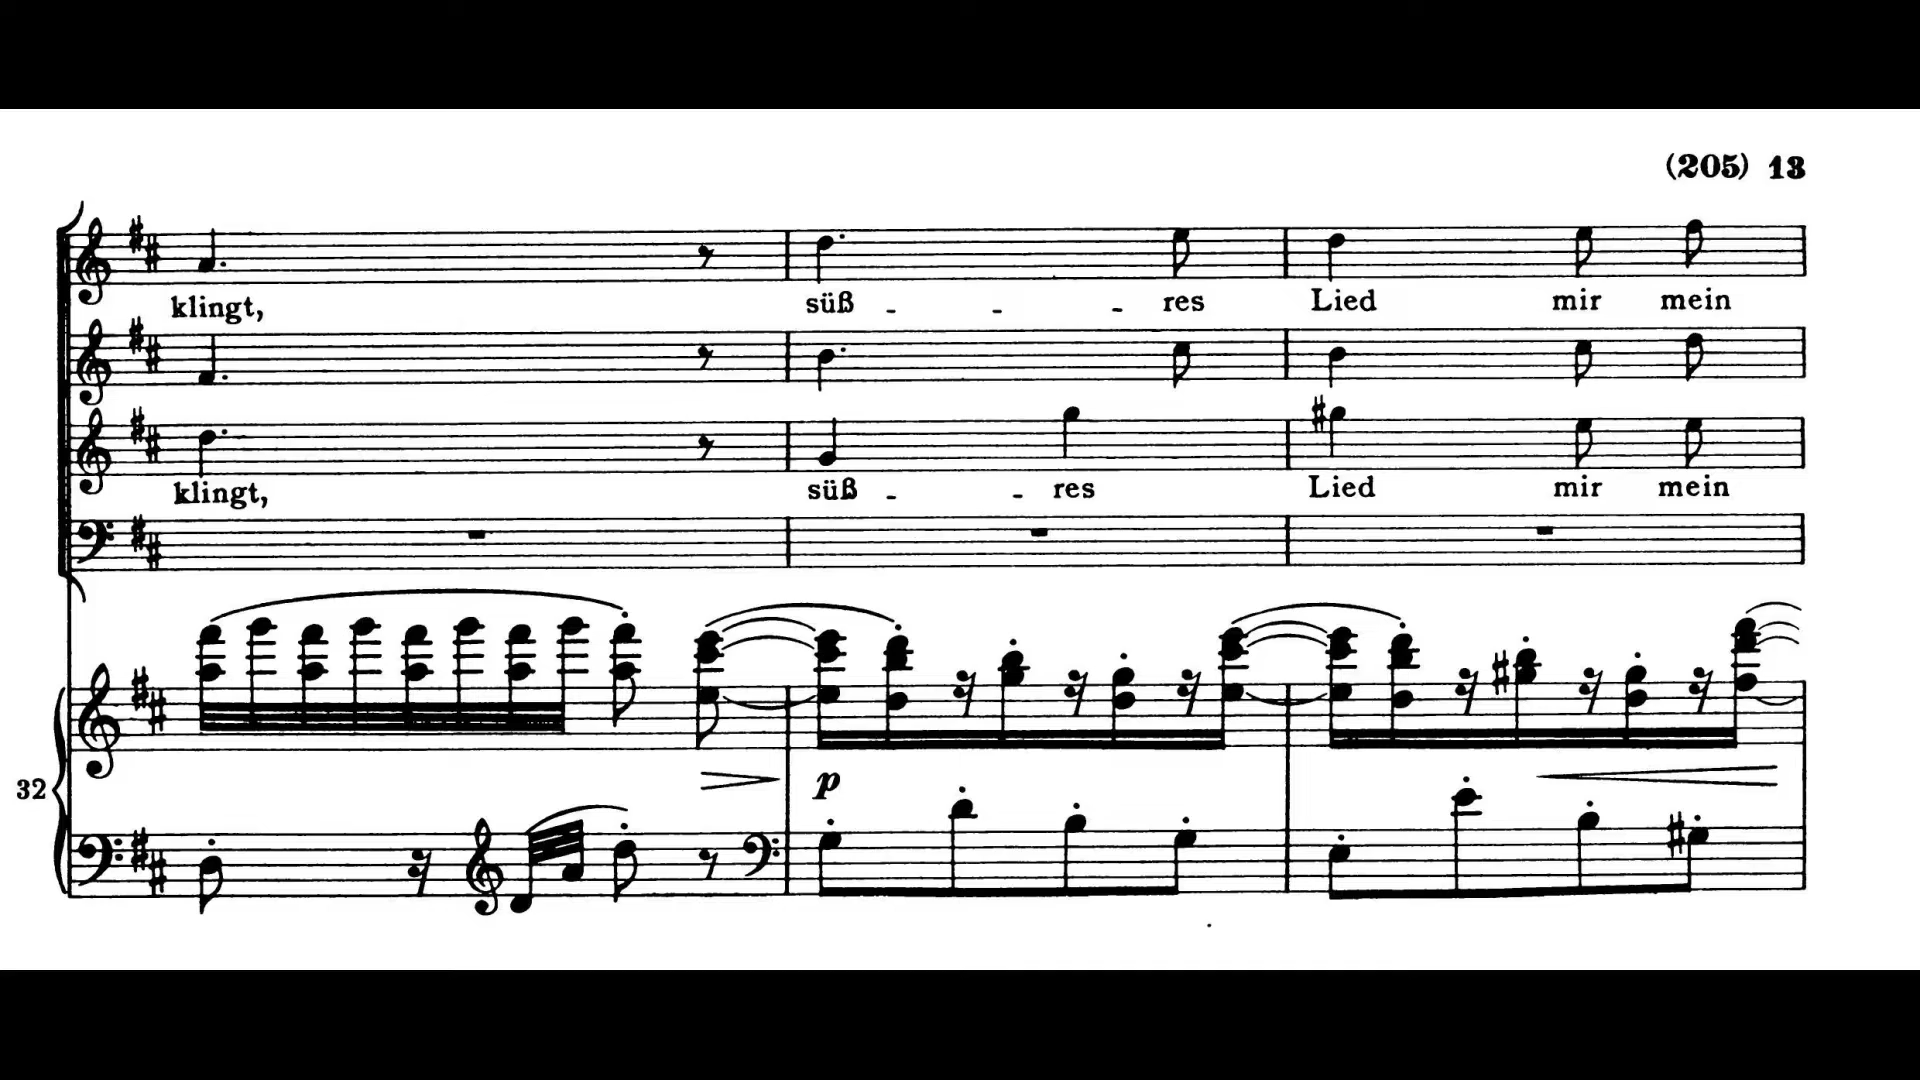 (205) 13
klingt, süß - - - res Lied mir mein
klingt, süß - - res Lied mir mein
32
p